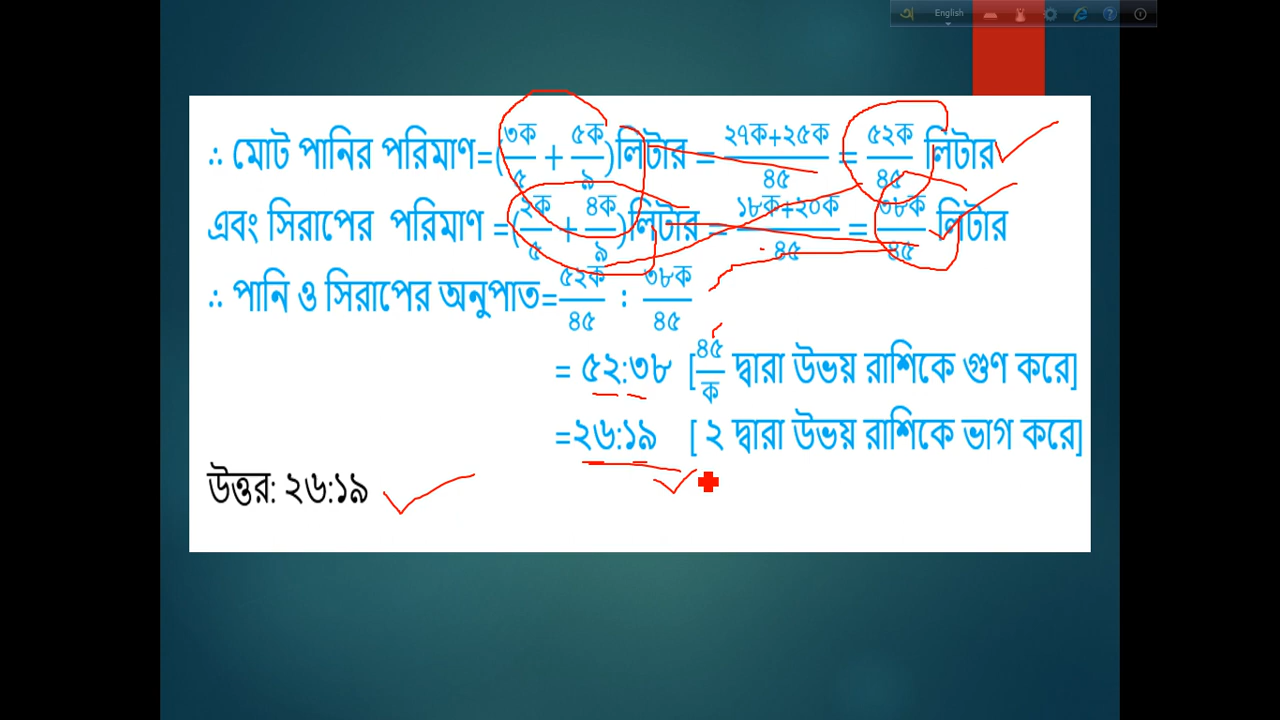 English
∴ মোট পানির পরিমাণ=(৩ক/৫ + ৫ক/৯)লিটার = ২৭ক+২৫ক/৪৫ = ৫২ক/৪৫ লিটার
এবং সিরাপের পরিমাণ =(২ক/৫ + ৪ক/৯)লিটার = ১৮ক+২০ক/৪৫ = ৩৮ক/৪৫ লিটার
∴ পানি ও সিরাপের অনুপাত=৫২ক/৪৫ : ৩৮ক/৪৫
= ৫২:৩৮ [৪৫/ক দ্বারা উভয় রাশিকে গুণ করে]
=২৬:১৯ [ ২ দ্বারা উভয় রাশিকে ভাগ করে]
উত্তর: ২৬:১৯